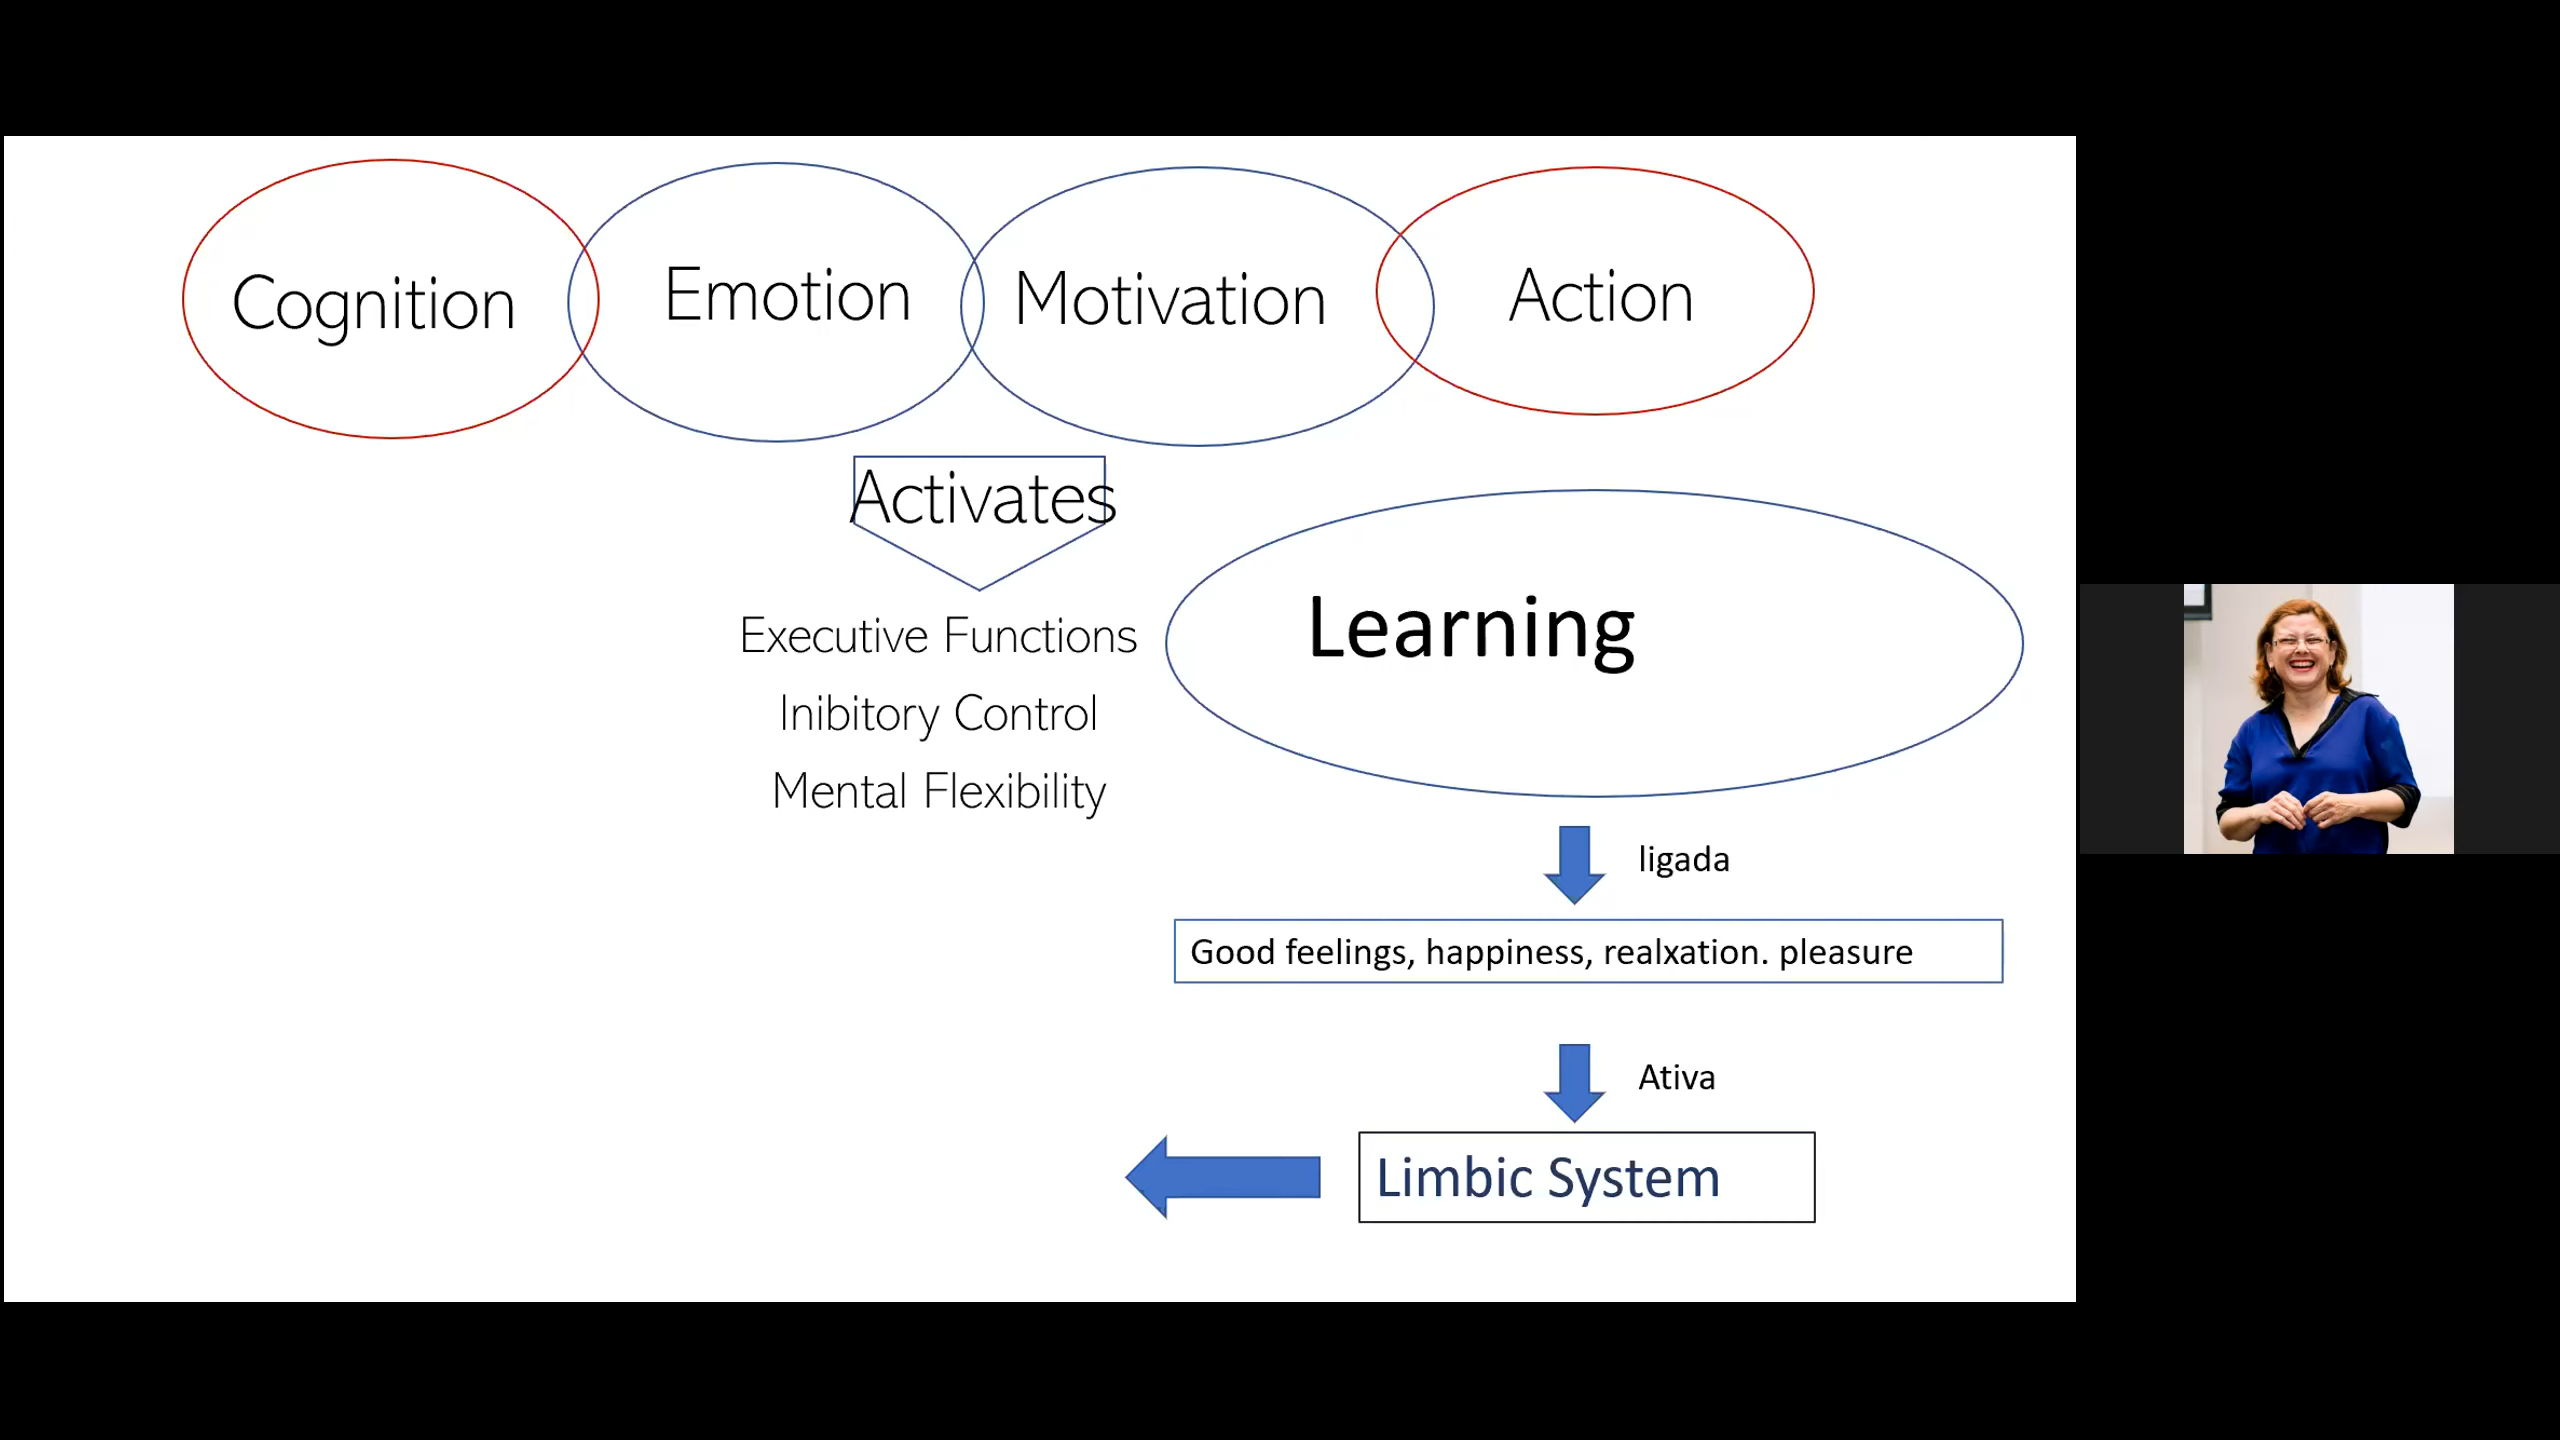 Cognition
Emotion
Motivation
Action
Activates
Executive Functions
Inibitory Control
Mental Flexibility
Learning
ligada
Good feelings, happiness, realxation. pleasure
Ativa
Limbic System